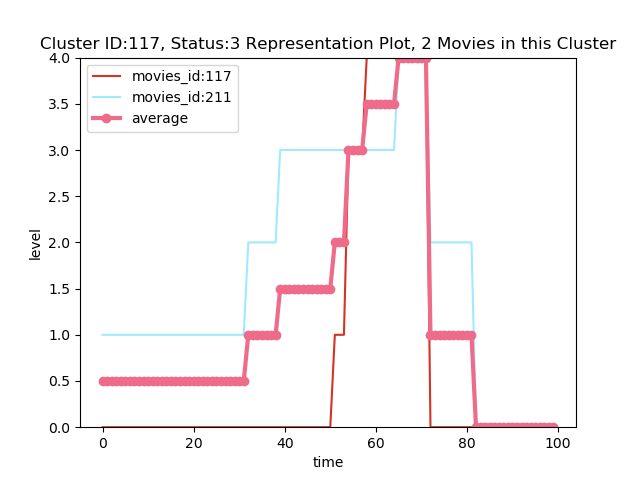 Cluster ID:117, Status:3 Representation Plot, 2 Movies in this Cluster
movies_id:117
movies_id:211
average
4.0
3.5
3.0
2.5
2.0
1.5
1.0
0.5
0.0
level
0 20 40 60 80 100
time